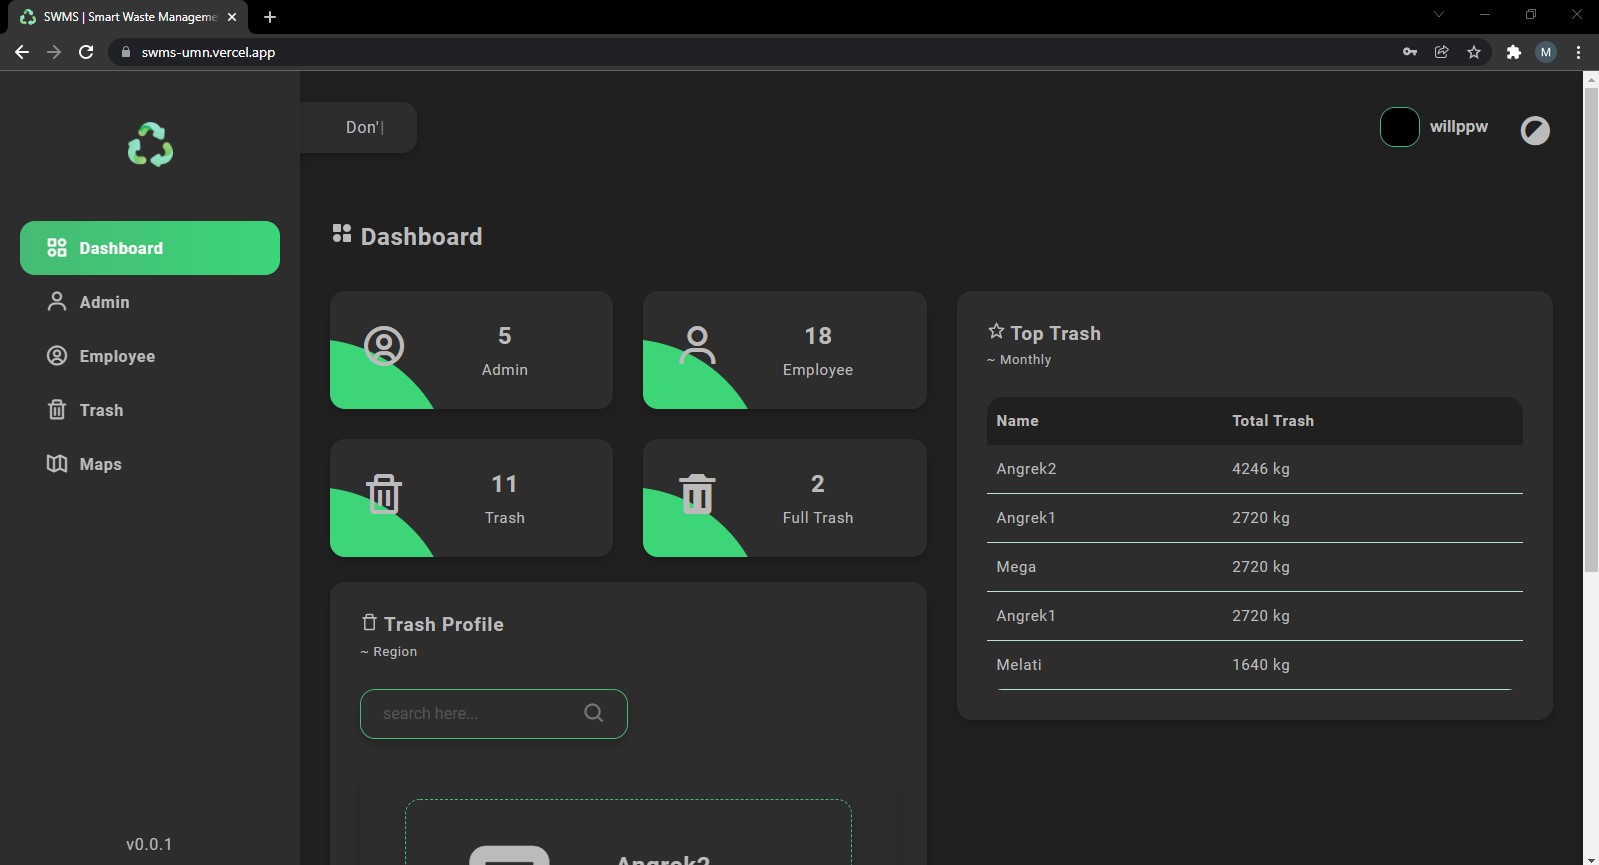 SWMS | Smart Waste Manageme
swms-umn.vercel.app
M
Don'|
willppw
Dashboard
Admin
Employee
Trash
Maps
v0.0.1
Dashboard
5
Admin
18
Employee
11
Trash
2
Full Trash
Trash Profile
~ Region
search here...
Angrek2
Top Trash
~ Monthly
Name Total Trash
Angrek2 4246 kg
Angrek1 2720 kg
Mega 2720 kg
Angrek1 2720 kg
Melati 1640 kg